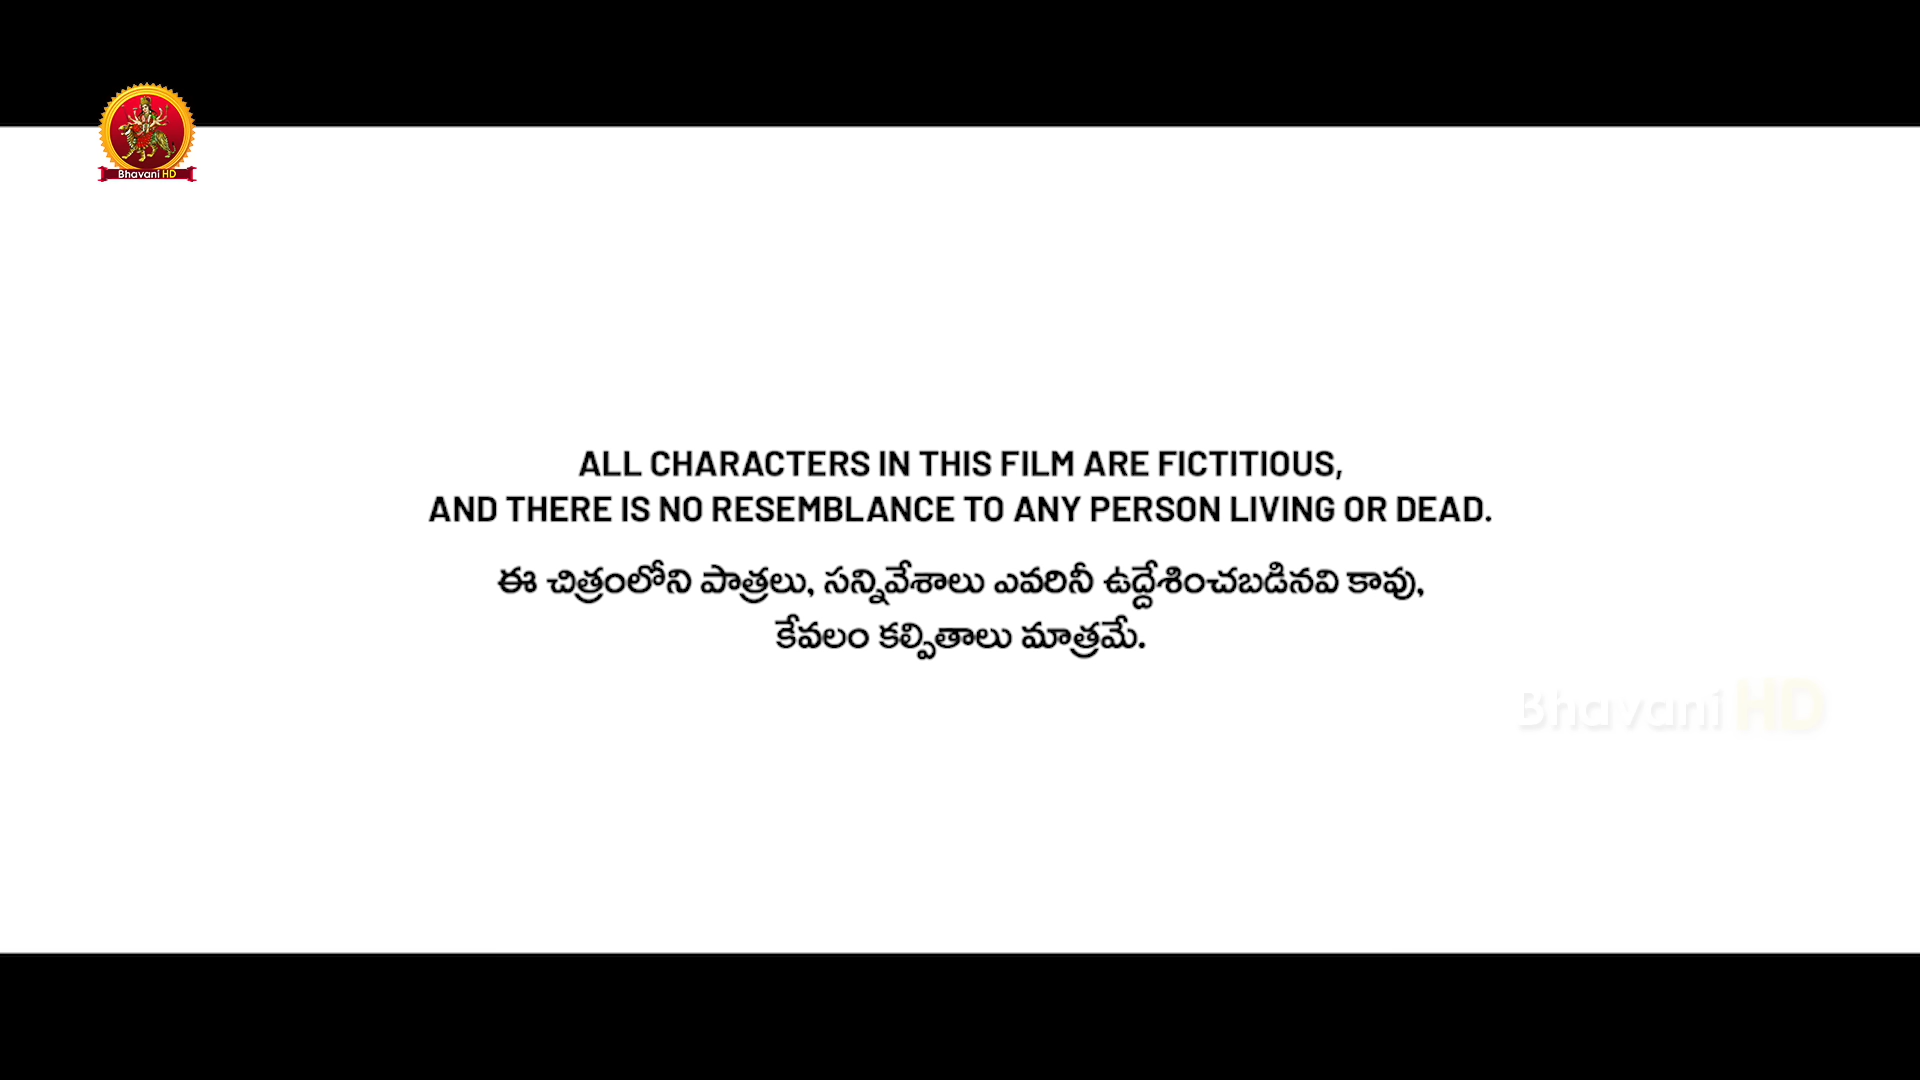 Bhavani HD
ALL CHARACTERS IN THIS FILM ARE FICTITIOUS,
AND THERE IS NO RESEMBLANCE TO ANY PERSON LIVING OR DEAD.
ఈ చిత్రంలోని పాత్రలు, సన్నివేశాలు ఎవరినీ ఉద్దేశించబడినవి కావు,
కేవలం కల్పితాలు మాత్రమే.
Bhavani HD